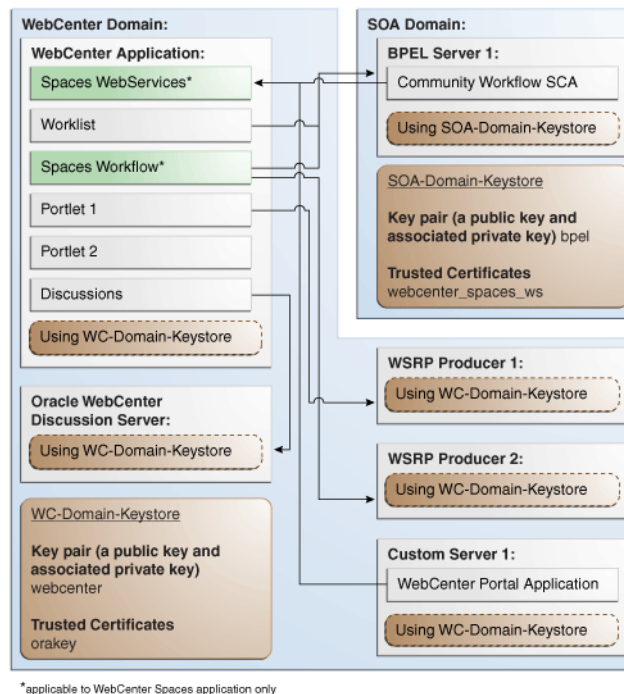 WebCenter Domain:
WebCenter Application:
Spaces WebServices*
Worklist
Spaces Workflow*
Portlet 1
Portlet 2
Discussions
Using WC-Domain-Keystore
Oracle WebCenter
Discussion Server:
Using WC-Domain-Keystore
WC-Domain-Keystore
Key pair (a public key and
associated private key)
webcenter
Trusted Certificates
orakey
SOA Domain:
BPEL Server 1:
Community Workflow SCA
Using SOA-Domain-Keystore
SOA-Domain-Keystore
Key pair (a public key and
associated private key) bpel
Trusted Certificates
webcenter_spaces_ws
WSRP Producer 1:
Using WC-Domain-Keystore
WSRP Producer 2:
Using WC-Domain-Keystore
Custom Server 1:
WebCenter Portal Application
Using WC-Domain-Keystore
*applicable to WebCenter Spaces application only